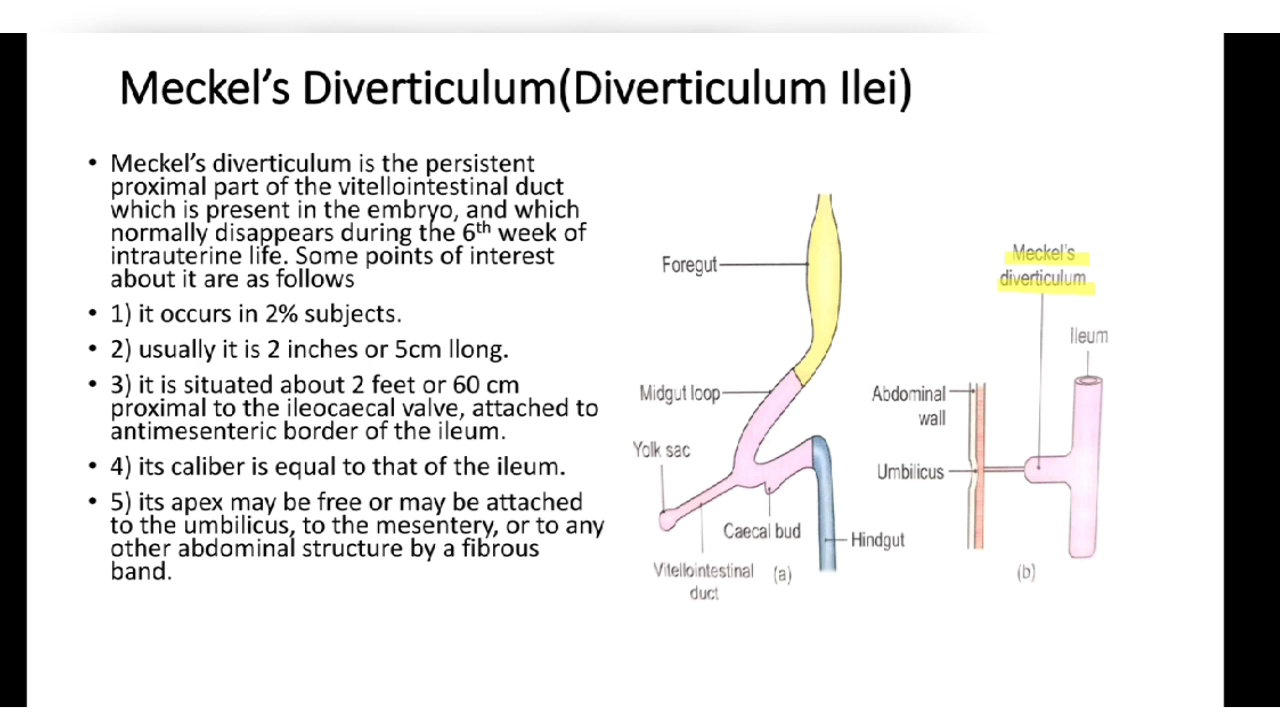 Meckel’s Diverticulum(Diverticulum Ilei)
• Meckel’s diverticulum is the persistent
proximal part of the vitellointestinal duct
which is present in the embryo, and which
normally disappears during the 6th week of
intrauterine life. Some points of interest
about it are as follows
• 1) it occurs in 2% subjects.
• 2) usually it is 2 inches or 5cm llong.
• 3) it is situated about 2 feet or 60 cm
proximal to the ileocaecal valve, attached to
antimesenteric border of the ileum.
• 4) its caliber is equal to that of the ileum.
• 5) its apex may be free or may be attached
to the umbilicus, to the mesentery, or to any
other abdominal structure by a fibrous
band.
Foregut
Midgut loop
Yolk sac
Caecal bud
Hindgut
Vitellointestinal
duct
(a)
Meckel's
diverticulum
Ileum
Abdominal
wall
Umbilicus
(b)